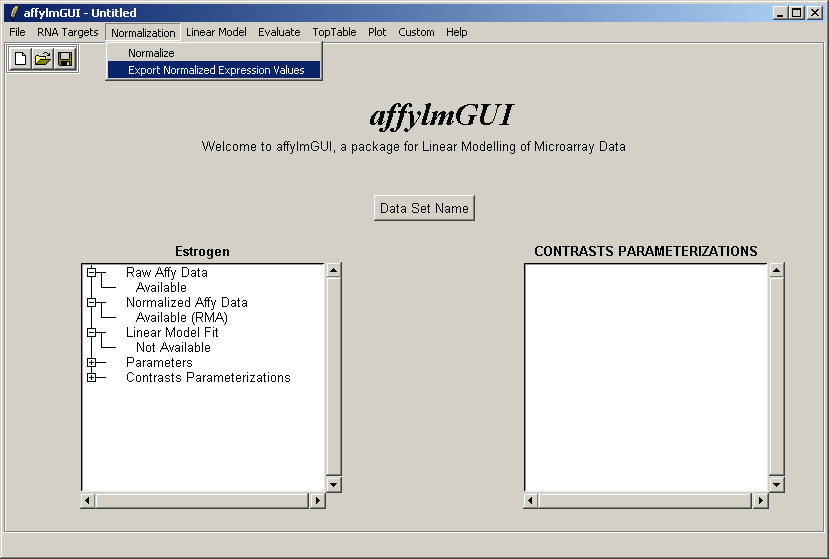 affylmGUI - Untitled
File RNA Targets Normalization Linear Model Evaluate TopTable Plot Custom Help
Normalize
Export Normalized Expression Values
affylmGUI
Welcome to affylmGUI, a package for Linear Modelling of Microarray Data
Data Set Name
Estrogen
Raw Affy Data
Available
Normalized Affy Data
Available (RMA)
Linear Model Fit
Not Available
Parameters
Contrasts Parameterizations
CONTRASTS PARAMETERIZATIONS